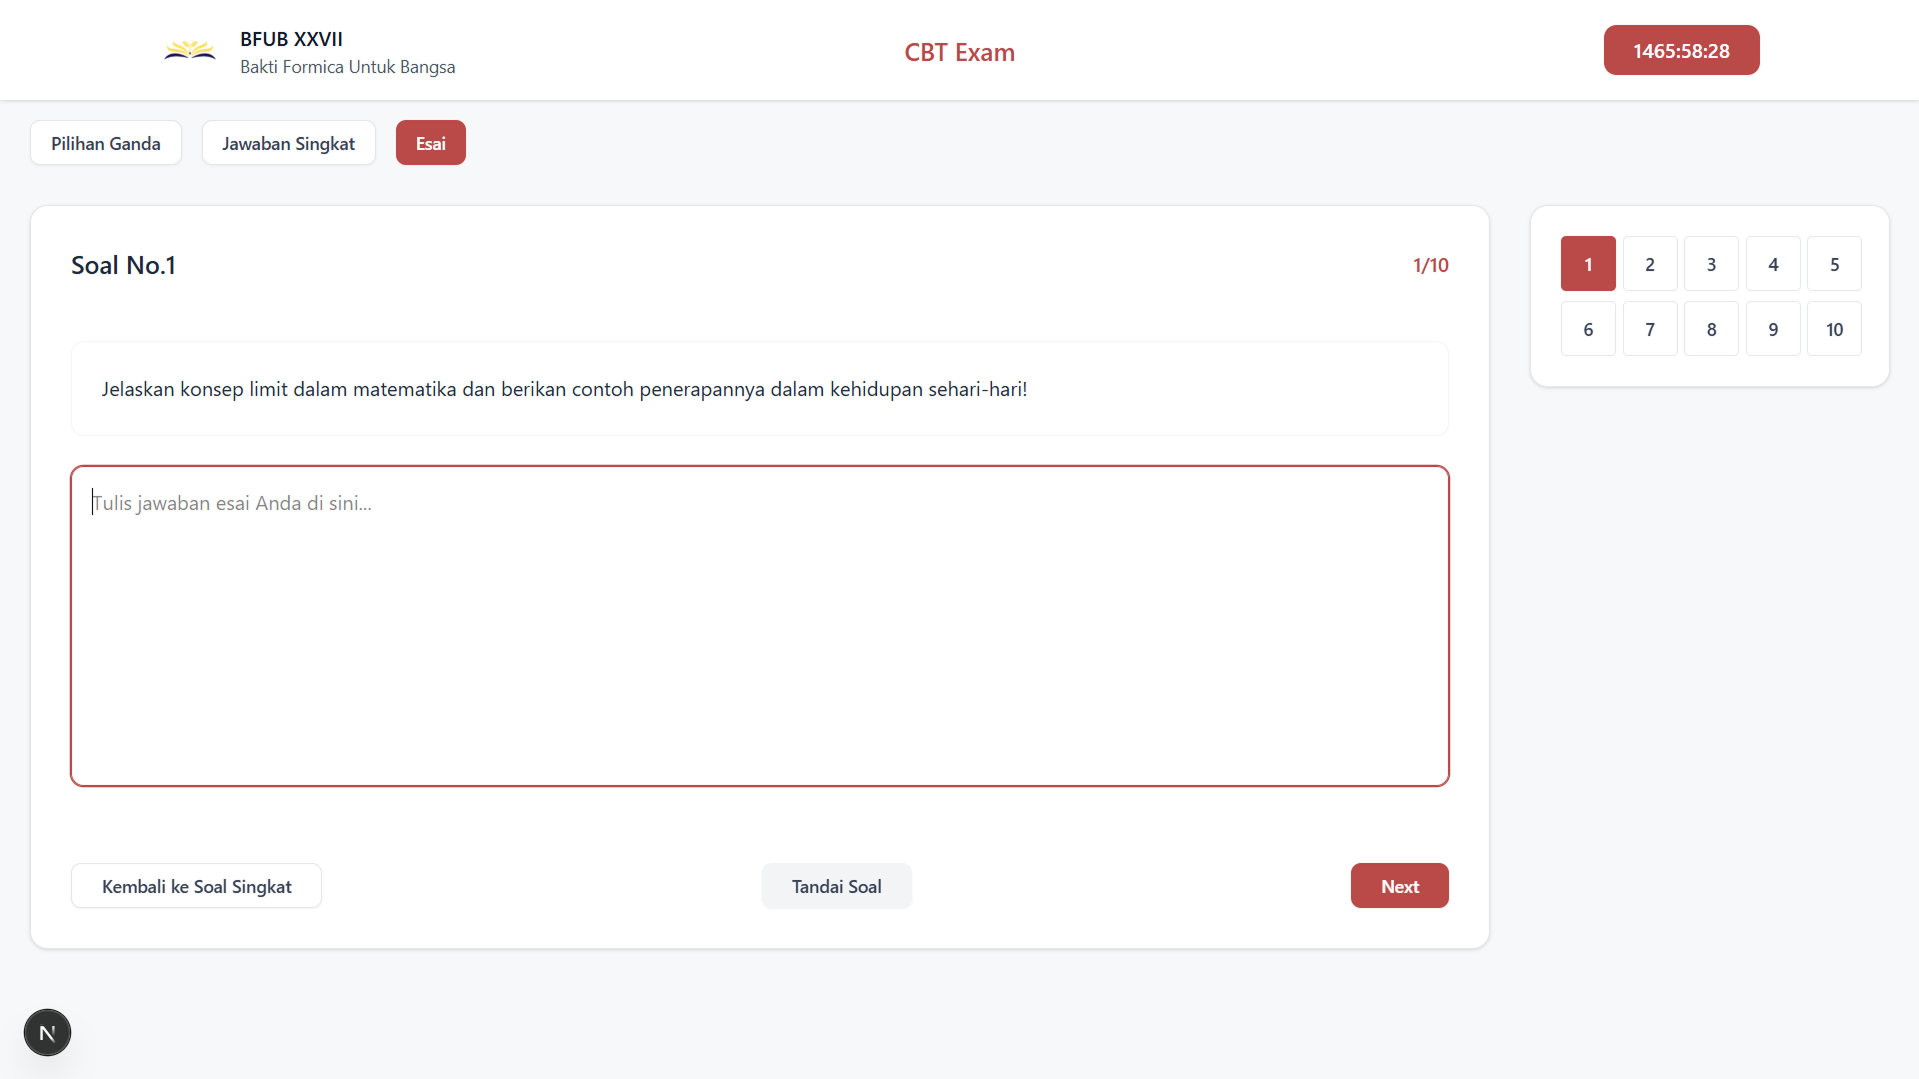 BFUB XXVII
Bakti Formica Untuk Bangsa
CBT Exam
1465:58:28
Pilihan Ganda
Jawaban Singkat
Esai
Soal No.1
1/10
Jelaskan konsep limit dalam matematika dan berikan contoh penerapannya dalam kehidupan sehari-hari!
Tulis jawaban esai Anda di sini...
Kembali ke Soal Singkat
Tandai Soal
Next
1 2 3 4 5
6 7 8 9 10
N